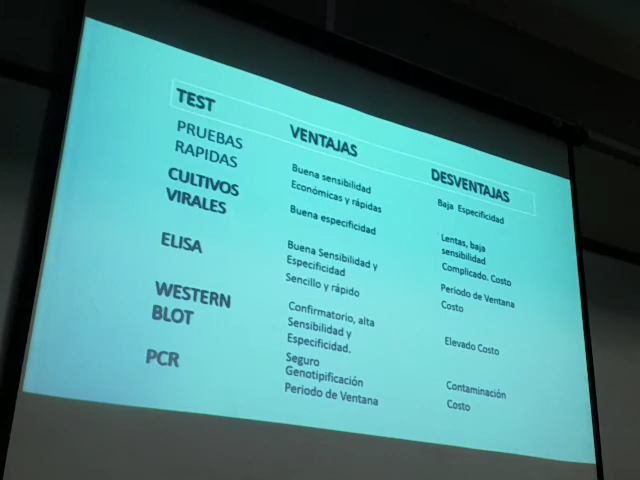 TEST VENTAJAS DESVENTAJAS
PRUEBAS
RAPIDAS
Buena sensibilidad
Económicas y rápidas
Baja Especificidad
CULTIVOS
VIRALES
Buena especificidad
Lentas, baja
sensibilidad
Complicado. Costo
ELISA
Buena Sensibilidad y
Especificidad
Sencillo y rápido
Periodo de Ventana
Costo
WESTERN
BLOT
Confirmatorio, alta
Sensibilidad y
Especificidad.
Elevado Costo
PCR
Seguro
Genotipificación
Periodo de Ventana
Contaminación
Costo